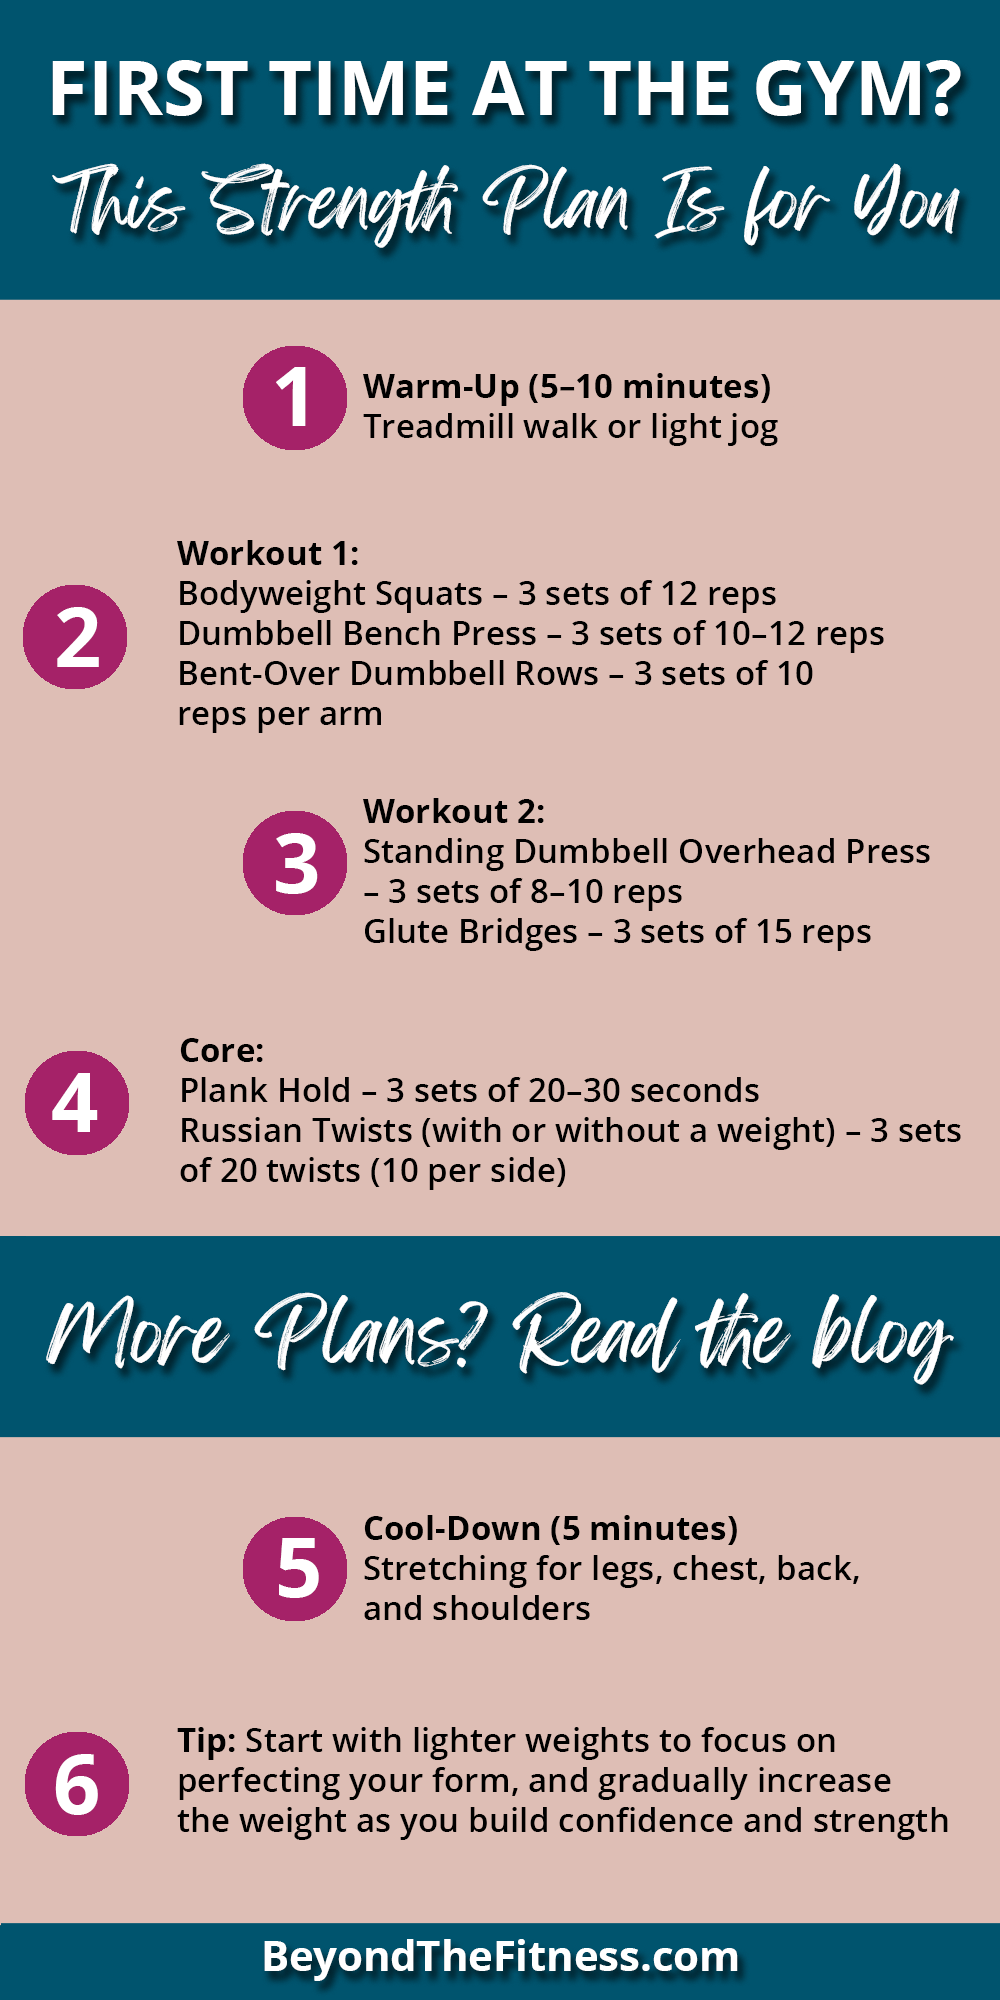 FIRST TIME AT THE GYM?
This Strength Plan Is for You
1
Warm-Up (5–10 minutes)
Treadmill walk or light jog
2
Workout 1:
Bodyweight Squats – 3 sets of 12 reps
Dumbbell Bench Press – 3 sets of 10–12 reps
Bent-Over Dumbbell Rows – 3 sets of 10
reps per arm
3
Workout 2:
Standing Dumbbell Overhead Press
– 3 sets of 8–10 reps
Glute Bridges – 3 sets of 15 reps
4
Core:
Plank Hold – 3 sets of 20–30 seconds
Russian Twists (with or without a weight) – 3 sets
of 20 twists (10 per side)
More Plans? Read the blog
5
Cool-Down (5 minutes)
Stretching for legs, chest, back,
and shoulders
6
Tip: Start with lighter weights to focus on
perfecting your form, and gradually increase
the weight as you build confidence and strength
BeyondTheFitness.com